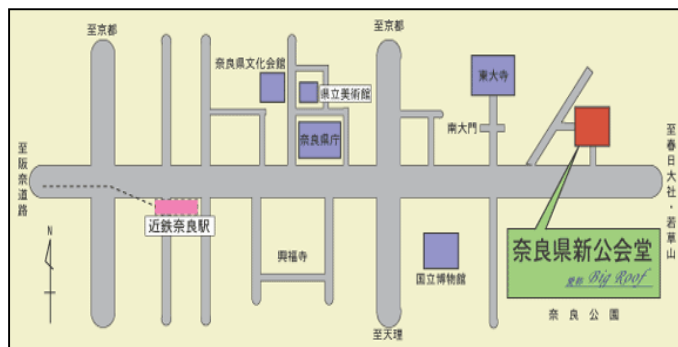 至京都
至京都
奈良県文化会館
県立美術館
奈良県庁
東大寺
南大門
至阪奈道路
至春日大社・若草山
近鉄奈良駅
N
興福寺
国立博物館
奈良県新公会堂
愛称 Big Roof
奈良公園
至天理